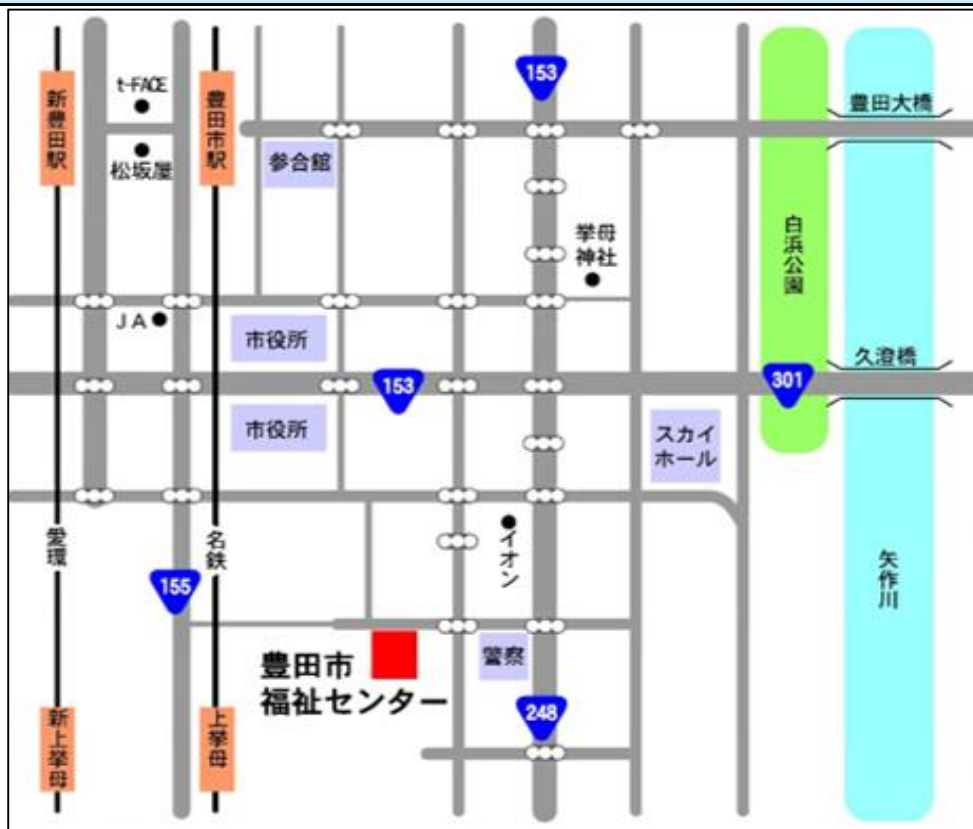 t-FACE
153
新豊田駅
豊田市駅
豊田大橋
松坂屋
参合館
挙母
神社
白浜公園
JA
市役所
久澄橋
153
301
市役所
スカイ
ホール
愛環
名鉄
イオン
155
矢作川
豊田市
福祉センター
警察
新上挙母
上挙母
248